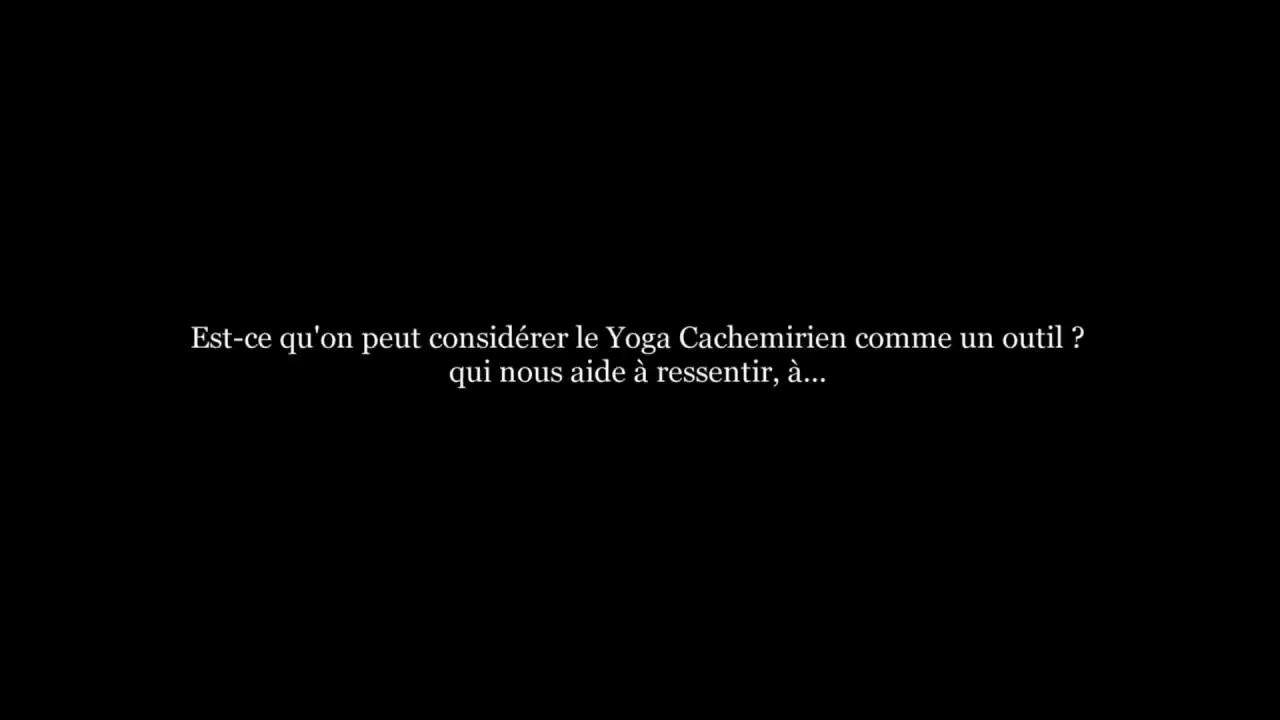 Est-ce qu'on peut considérer le Yoga Cachemirien comme un outil ?
qui nous aide à ressentir, à...